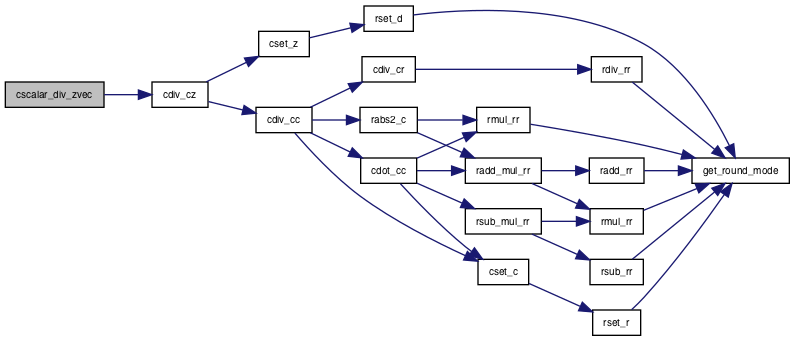 cscalar_div_zvec
cdiv_cz
cset_z
rset_d
cdiv_cc
cdiv_cr
rabs2_c
cdot_cc
rmul_rr
radd_mul_rr
rsub_mul_rr
cset_c
rdiv_rr
radd_rr
rmul_rr
rsub_rr
rset_r
get_round_mode